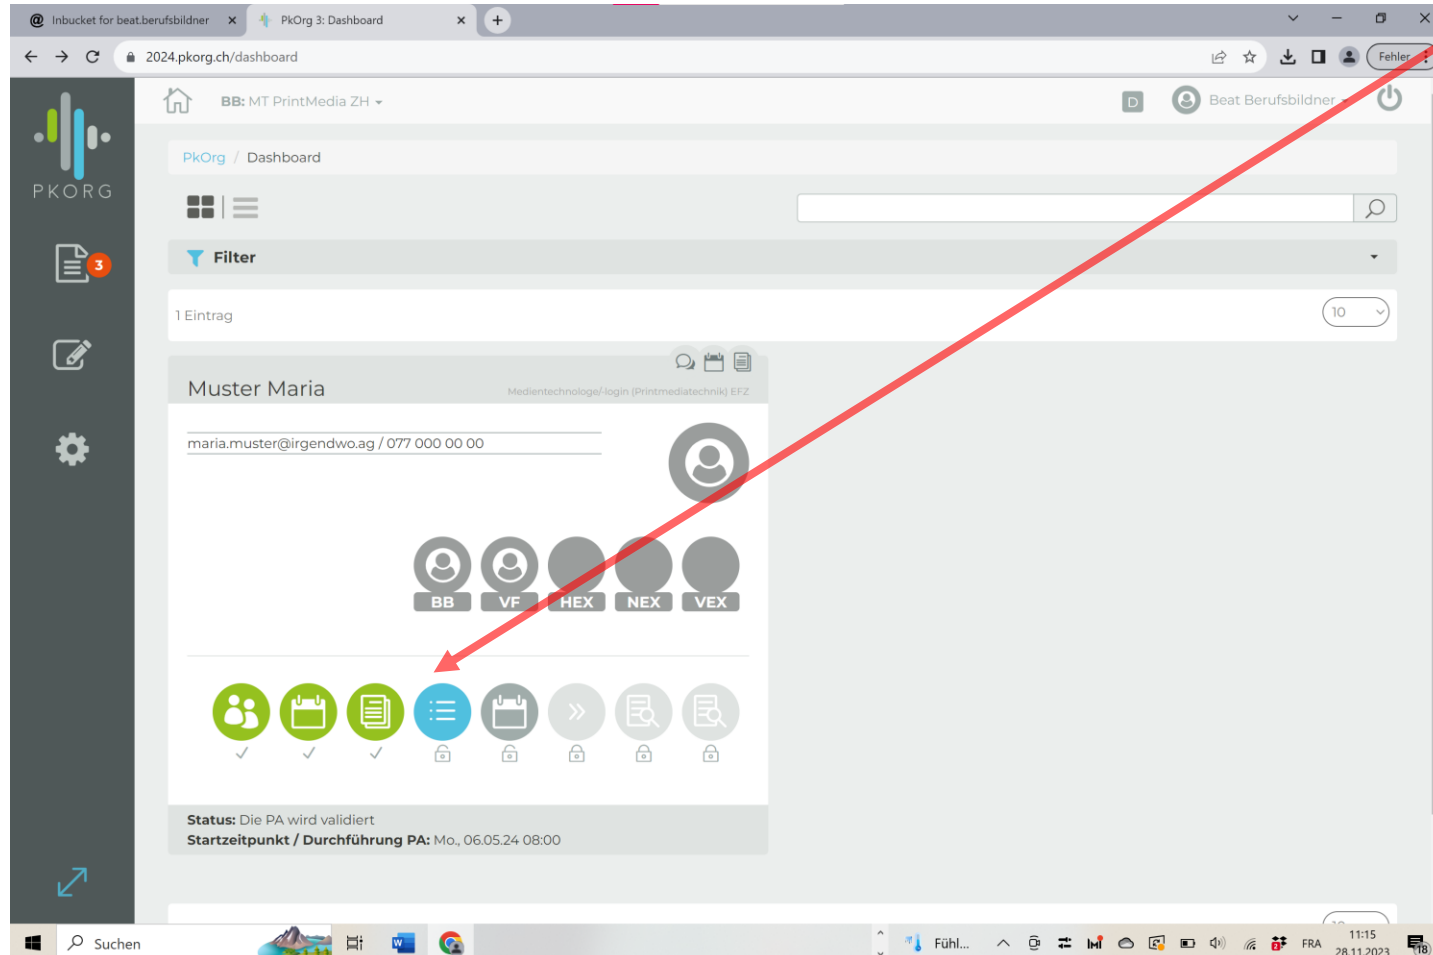 Inbucket for beat.berufsbildner
PkOrg 3: Dashboard
2024.pkorg.ch/dashboard
Fehler
BB: MT PrintMedia ZH
D
Beat Berufsbildner
PKORG
PkOrg / Dashboard
3
Filter
1 Eintrag
10
Muster Maria
Medientechnologe/-login (Printmediatechnik) EFZ
maria.muster@irgendwo.ag / 077 000 00 00
BB VF HEX NEX VEX
Status: Die PA wird validiert
Startzeitpunkt / Durchführung PA: Mo., 06.05.24 08:00
Suchen
Fühl...
FRA
11:15
28.11.2023
18